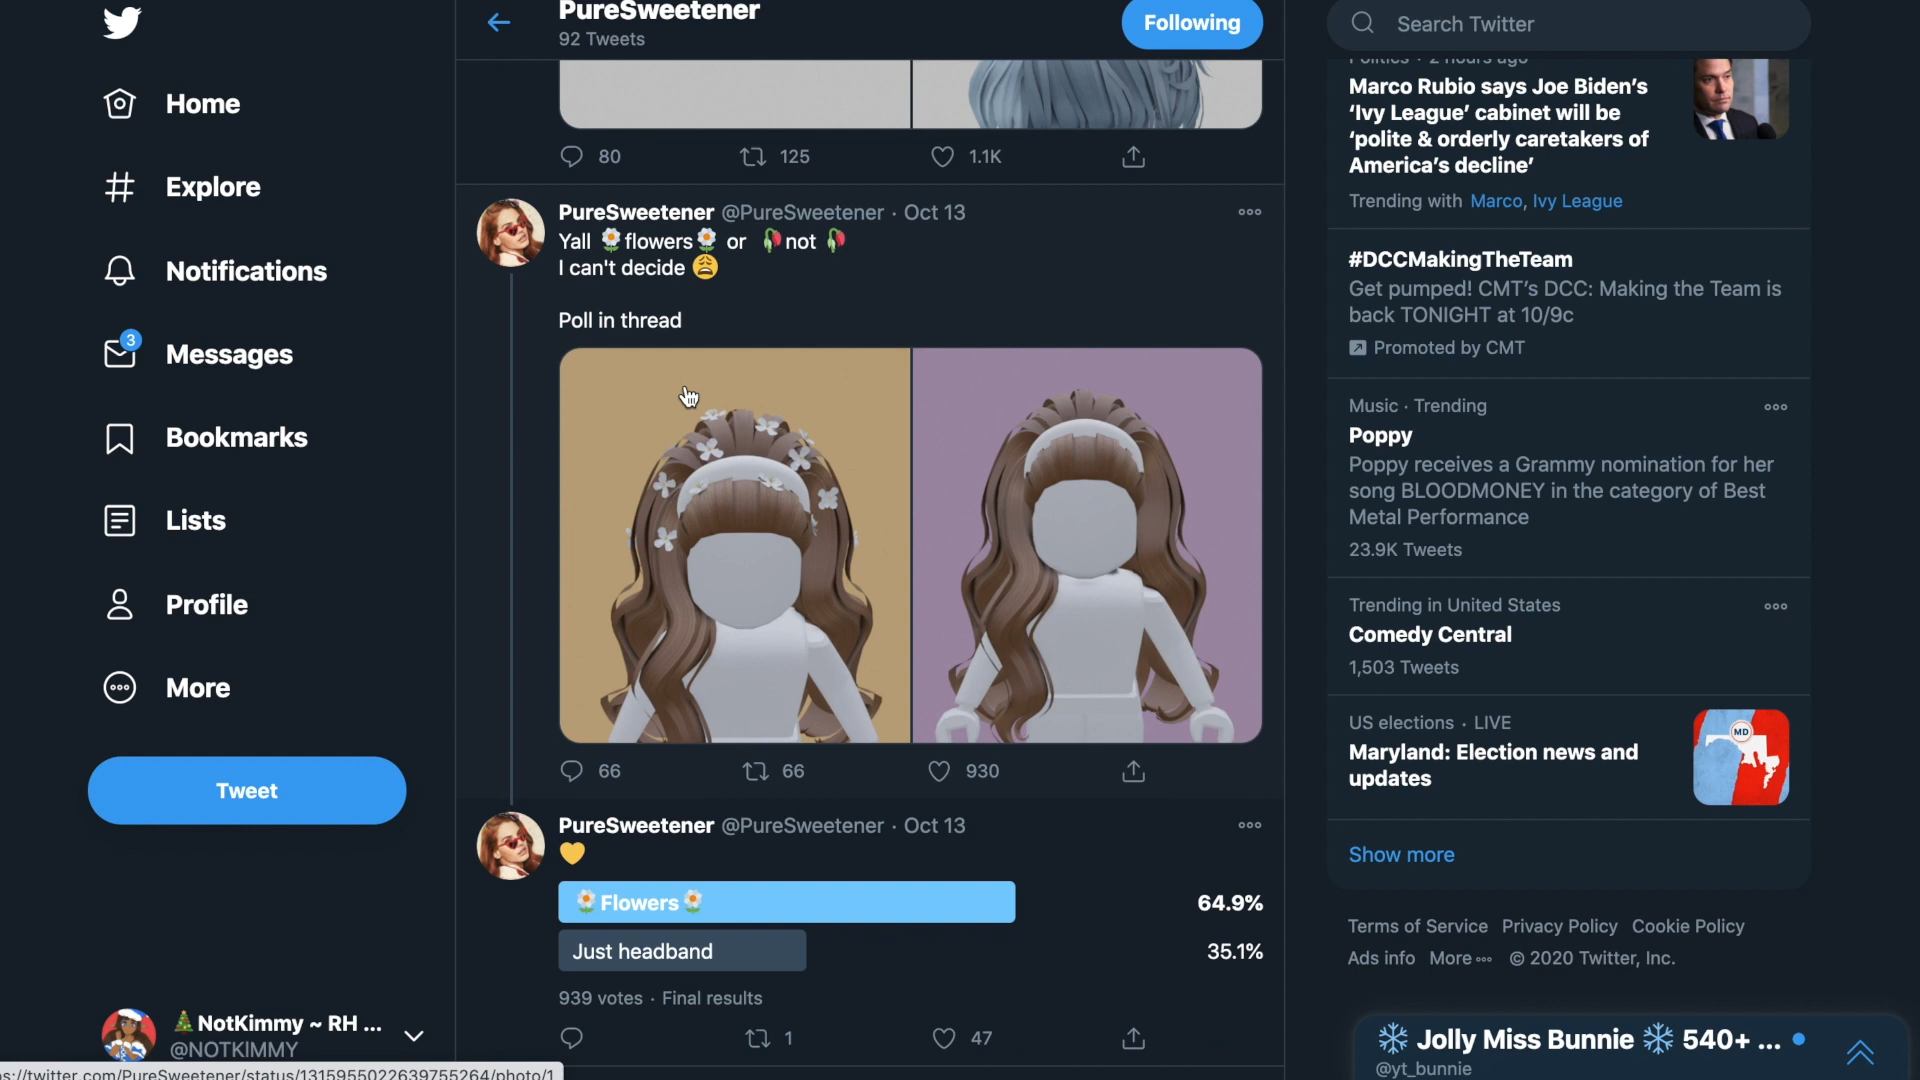 Home
Explore
Notifications
3
Messages
Bookmarks
Lists
Profile
More
Tweet
🎄NotKimmy ~ RH ...
@NOTKIMMY
PureSweetener
92 Tweets
Following
80 125 1.1K
PureSweetener @PureSweetener · Oct 13
Yall 🌼flowers🌼 or 🥀not 🥀
I can't decide 😩
Poll in thread
66 66 930
PureSweetener @PureSweetener · Oct 13
💛
🌼Flowers🌼 64.9%
Just headband 35.1%
939 votes · Final results
1 47
Search Twitter
Politics · 2 hours ago
Marco Rubio says Joe Biden's
'Ivy League' cabinet will be
'polite & orderly caretakers of
America's decline'
Trending with Marco, Ivy League
#DCCMakingTheTeam
Get pumped! CMT's DCC: Making the Team is
back TONIGHT at 10/9c
Promoted by CMT
Music · Trending
Poppy
Poppy receives a Grammy nomination for her
song BLOODMONEY in the category of Best
Metal Performance
23.9K Tweets
Trending in United States
Comedy Central
1,503 Tweets
US elections · LIVE
Maryland: Election news and
updates
MD
Show more
Terms of Service Privacy Policy Cookie Policy
Ads info More © 2020 Twitter, Inc.
❄️ Jolly Miss Bunnie ❄️ 540+ ...
@yt_bunnie
s://twitter.com/PureSweetener/status/1315955022639755264/photo/1